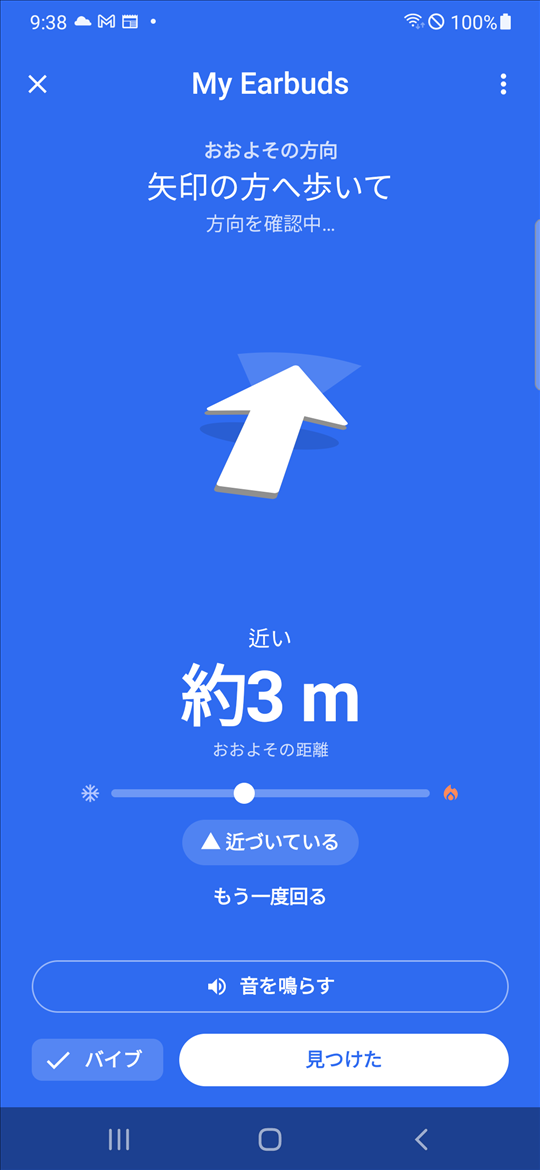 9:38
100%
My Earbuds
おおよその方向
矢印の方へ歩いて
方向を確認中...
近い
約3 m
おおよその距離
▲近づいている
もう一度回る
音を鳴らす
バイブ
見つけた